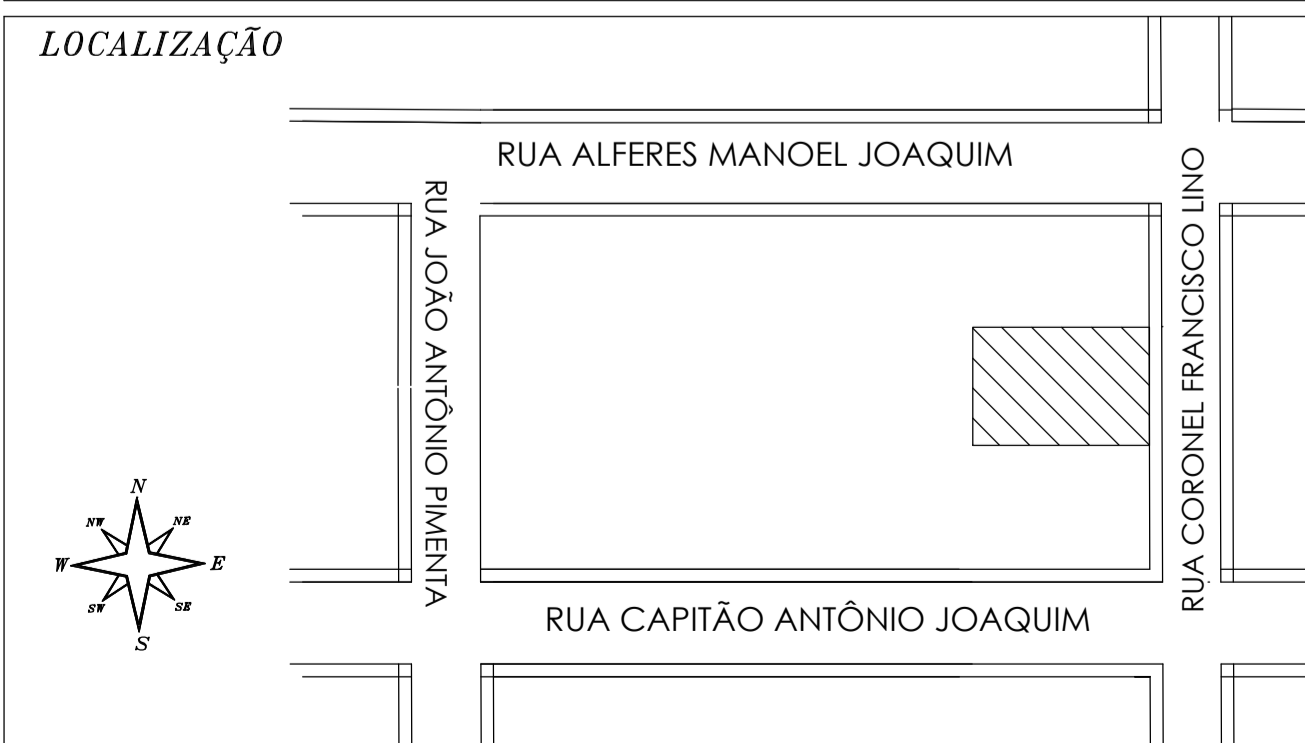 LOCALIZAÇÃO
RUA ALFERES MANOEL JOAQUIM
RUA JOÃO ANTÔNIO PIMENTA
RUA CORONEL FRANCISCO LINO
RUA CAPITÃO ANTÔNIO JOAQUIM
N
NW
NE
W
E
SW
SE
S